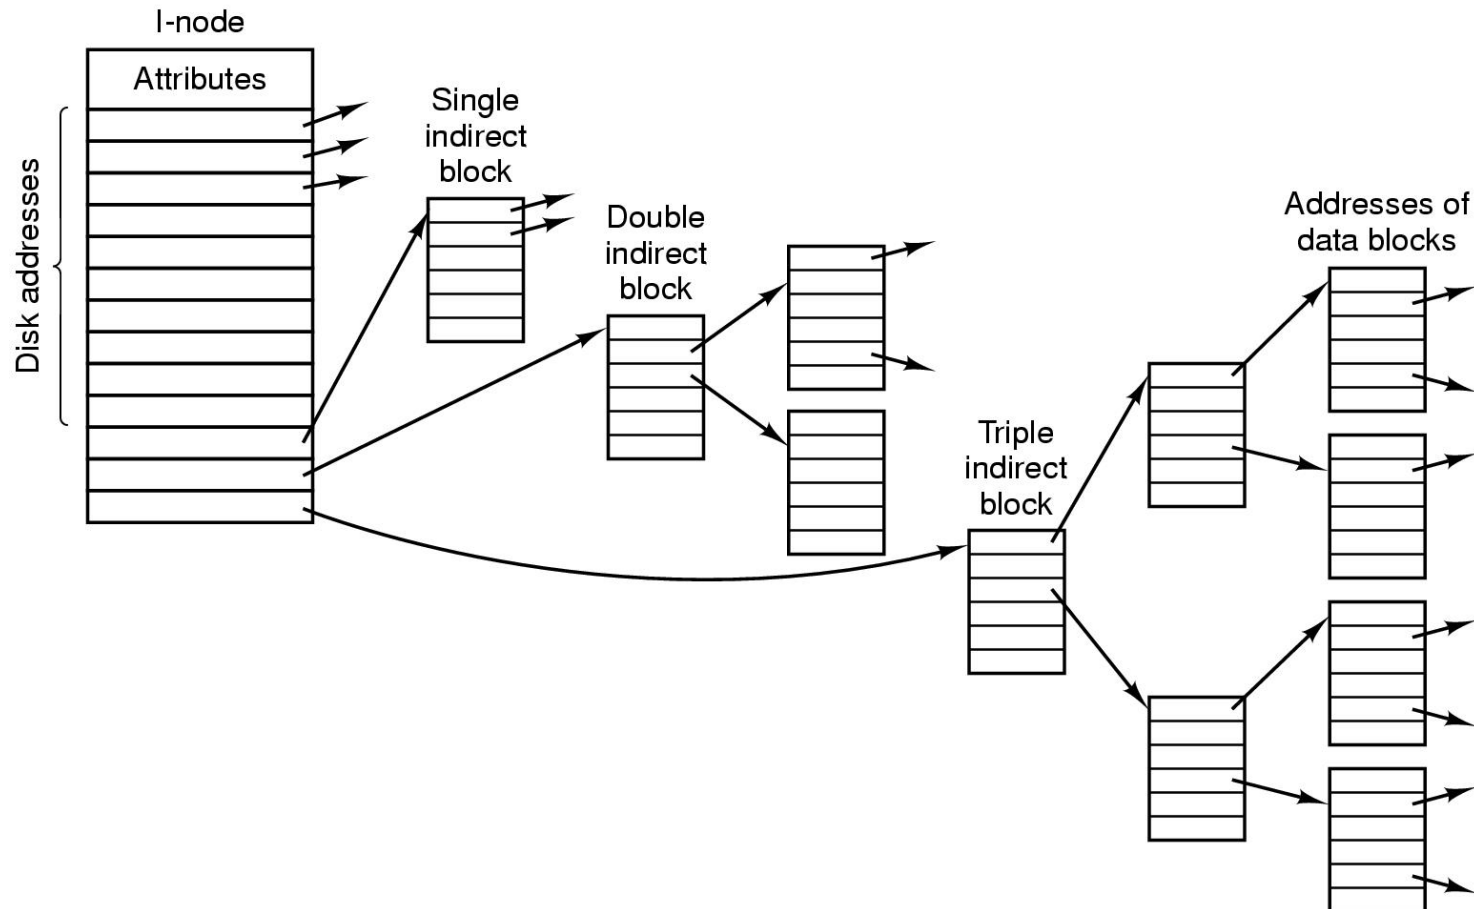 I-node
Attributes
Disk addresses
Single
indirect
block
Double
indirect
block
Triple
indirect
block
Addresses of
data blocks